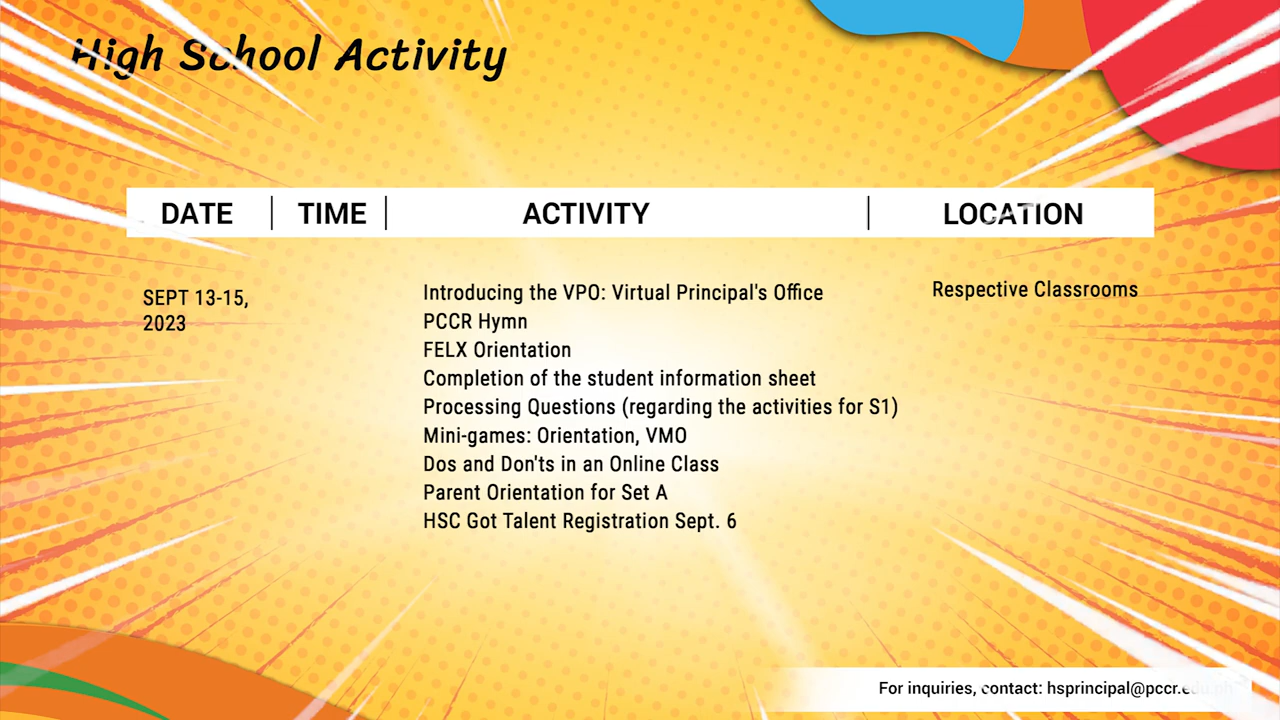 High School Activity
DATE | TIME | ACTIVITY | LOCATION
SEPT 13-15,
2023
Introducing the VPO: Virtual Principal's Office
PCCR Hymn
FELX Orientation
Completion of the student information sheet
Processing Questions (regarding the activities for S1)
Mini-games: Orientation, VMO
Dos and Don'ts in an Online Class
Parent Orientation for Set A
HSC Got Talent Registration Sept. 6
Respective Classrooms
For inquiries, contact: hsprincipal@pccr.edu.ph